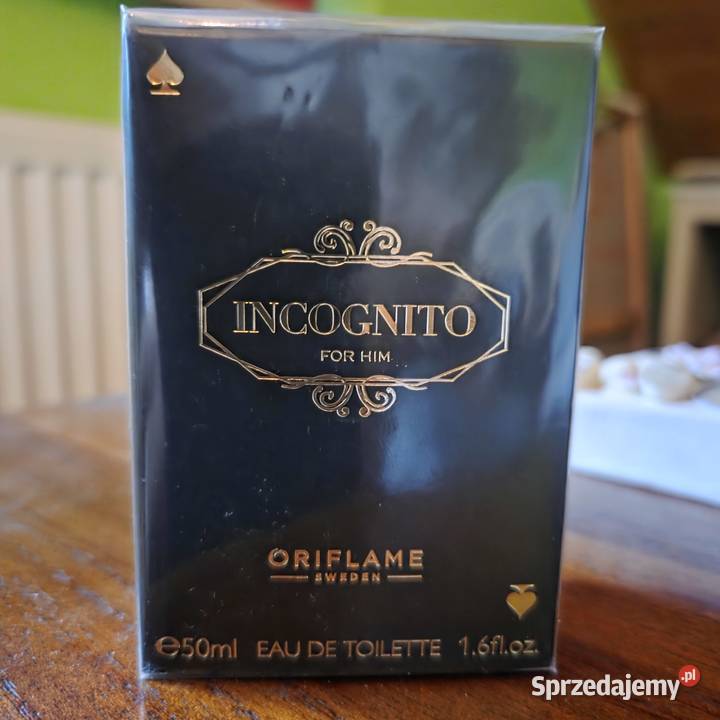 INCOGNITO
FOR HIM
ORIFLAME
SWEDEN
℮50ml EAU DE TOILETTE 1.6fl.oz.
Sprzedajemy.pl